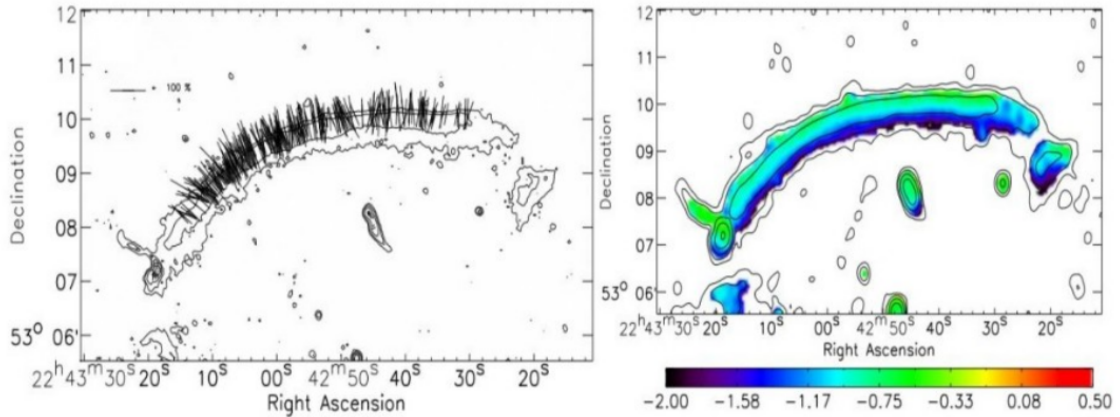 12
11
10
09
08
07
53° 06'
Declination
100 %
22ʰ43ᵐ30ˢ 20ˢ 10ˢ 00ˢ 42ᵐ50ˢ 40ˢ 30ˢ 20ˢ
Right Ascension
12
11
10
09
08
07
53° 06
Declination
22ʰ43ᵐ30ˢ 20ˢ 10ˢ 00ˢ 42ᵐ50ˢ 40ˢ 30ˢ 20ˢ
Right Ascension
-2.00 -1.58 -1.17 -0.75 -0.33 0.08 0.50